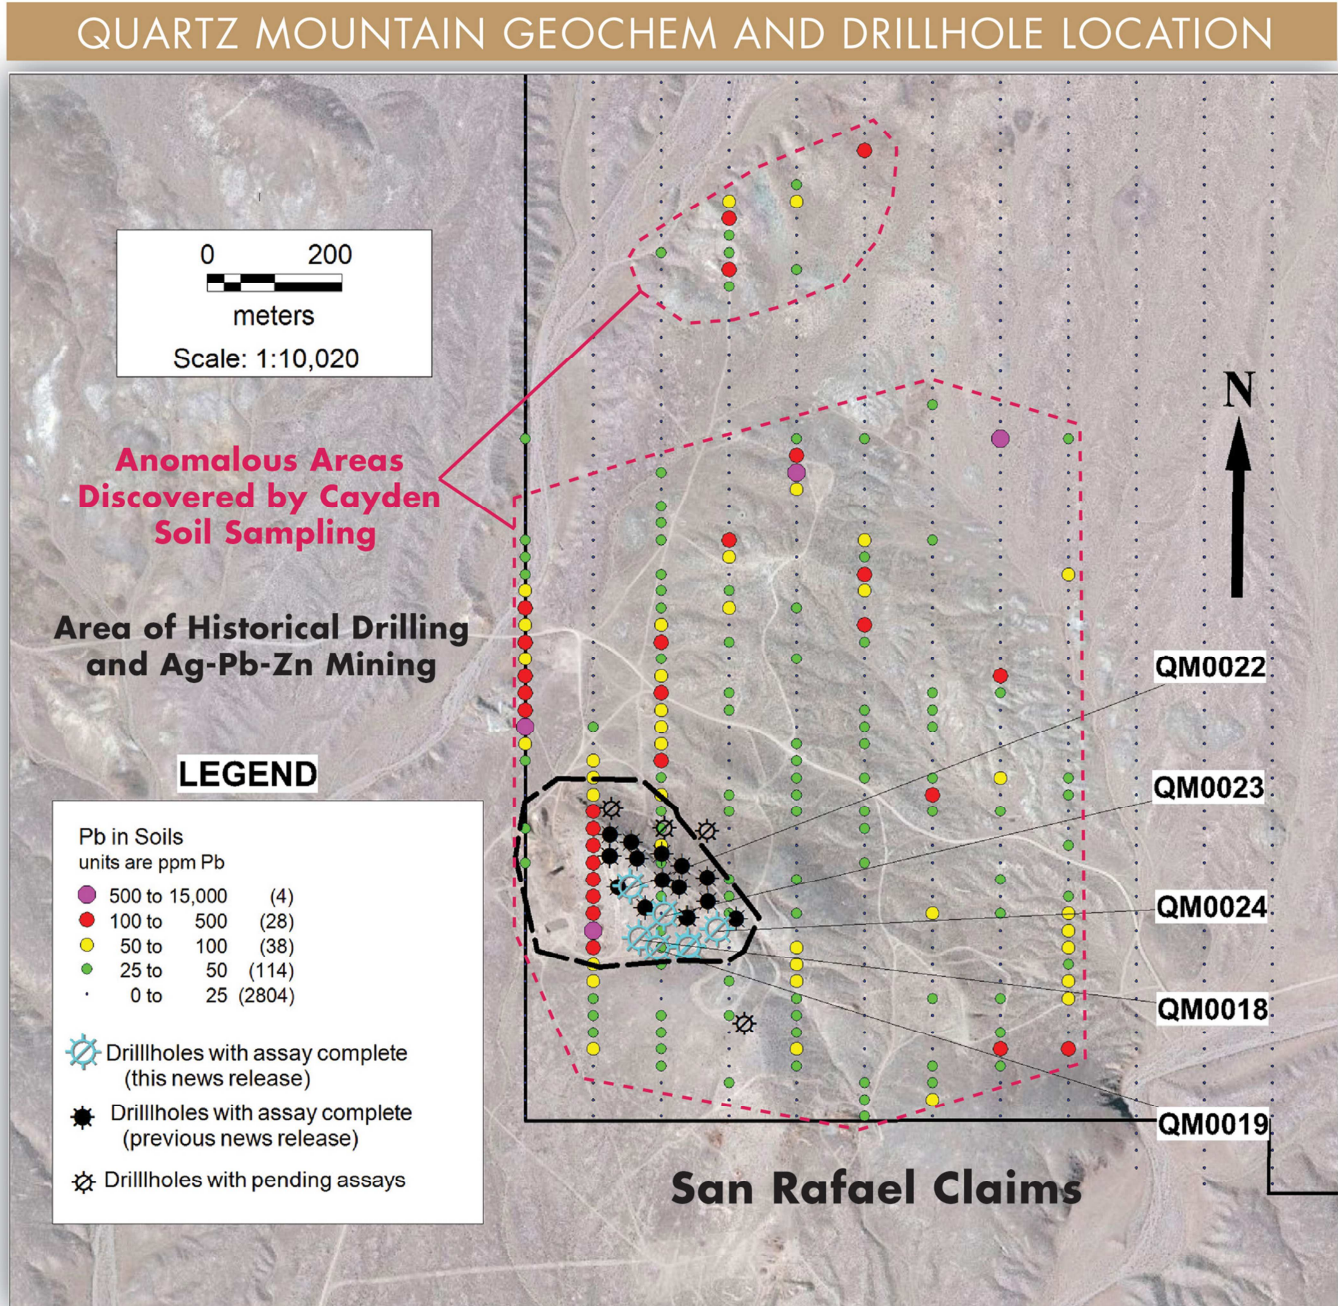 QUARTZ MOUNTAIN GEOCHEM AND DRILLHOLE LOCATION
0 200
meters
Scale: 1:10,020
N
Anomalous Areas
Discovered by Cayden
Soil Sampling
Area of Historical Drilling
and Ag-Pb-Zn Mining
QM0022
QM0023
QM0024
QM0018
QM0019
LEGEND
Pb in Soils
units are ppm Pb
500 to 15,000 (4)
100 to 500 (28)
50 to 100 (38)
25 to 50 (114)
0 to 25 (2804)
Drilllholes with assay complete
(this news release)
Drilllholes with assay complete
(previous news release)
Drilllholes with pending assays
San Rafael Claims